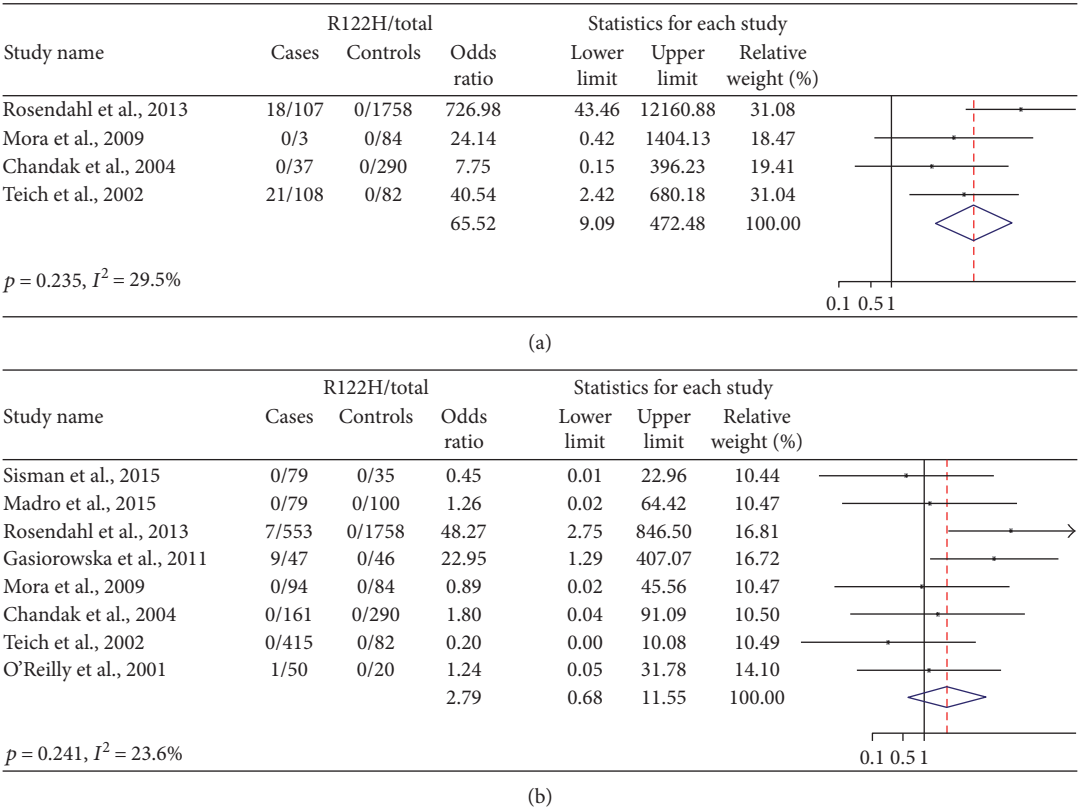 R122H/total Statistics for each study
Study name Cases Controls Odds ratio Lower limit Upper limit Relative weight (%)
Rosendahl et al., 2013 18/107 0/1758 726.98 43.46 12160.88 31.08
Mora et al., 2009 0/3 0/84 24.14 0.42 1404.13 18.47
Chandak et al., 2004 0/37 0/290 7.75 0.15 396.23 19.41
Teich et al., 2002 21/108 0/82 40.54 2.42 680.18 31.04
65.52 9.09 472.48 100.00
p = 0.235, I² = 29.5%
0.1 0.5 1
(a)
R122H/total Statistics for each study
Study name Cases Controls Odds ratio Lower limit Upper limit Relative weight (%)
Sisman et al., 2015 0/79 0/35 0.45 0.01 22.96 10.44
Madro et al., 2015 0/79 0/100 1.26 0.02 64.42 10.47
Rosendahl et al., 2013 7/553 0/1758 48.27 2.75 846.50 16.81
Gasiorowska et al., 2011 9/47 0/46 22.95 1.29 407.07 16.72
Mora et al., 2009 0/94 0/84 0.89 0.02 45.56 10.47
Chandak et al., 2004 0/161 0/290 1.80 0.04 91.09 10.50
Teich et al., 2002 0/415 0/82 0.20 0.00 10.08 10.49
O'Reilly et al., 2001 1/50 0/20 1.24 0.05 31.78 14.10
2.79 0.68 11.55 100.00
p = 0.241, I² = 23.6%
0.1 0.5 1
(b)